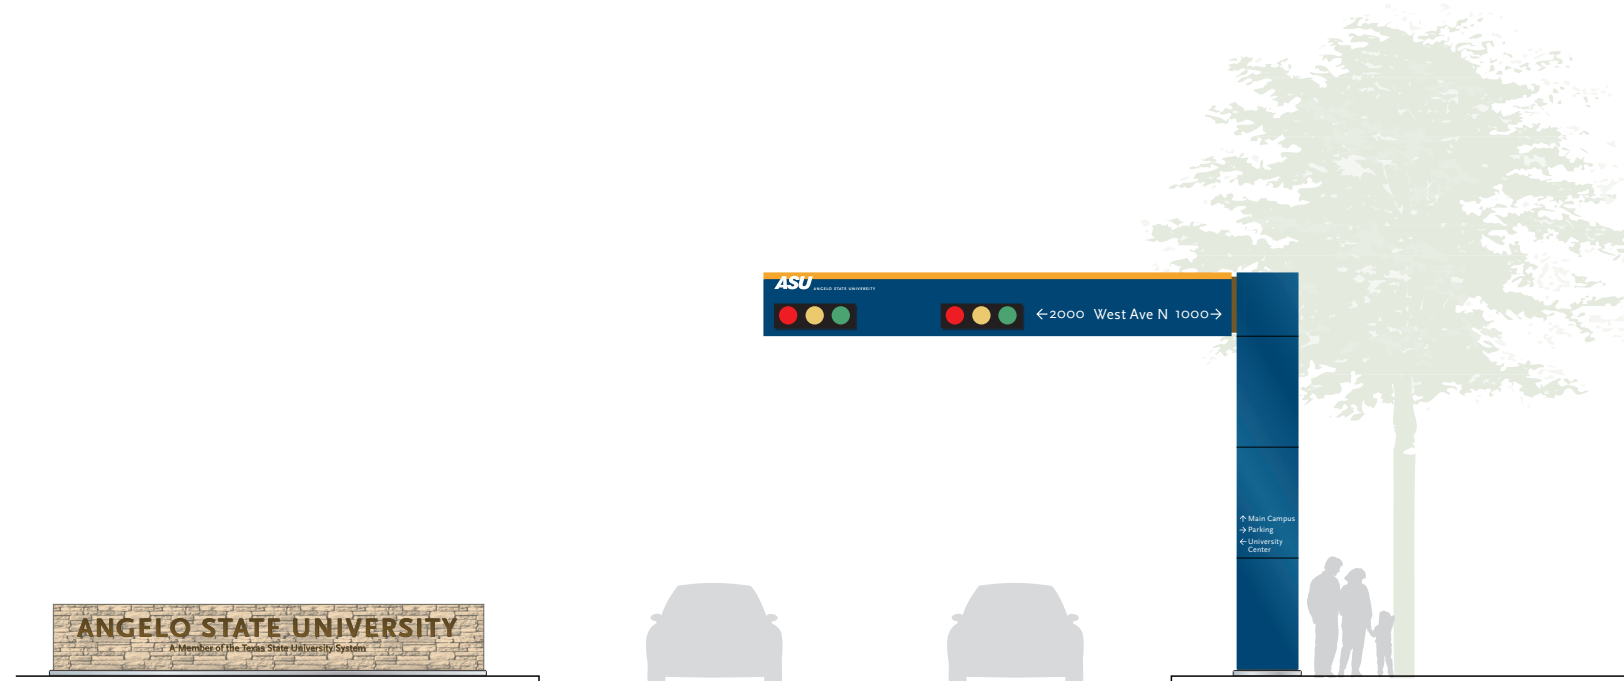 ASU ANGELO STATE UNIVERSITY
←2000 West Ave N 1000→
↑ Main Campus
→ Parking
← University
Center
ANGELO STATE UNIVERSITY
A Member of the Texas State University System